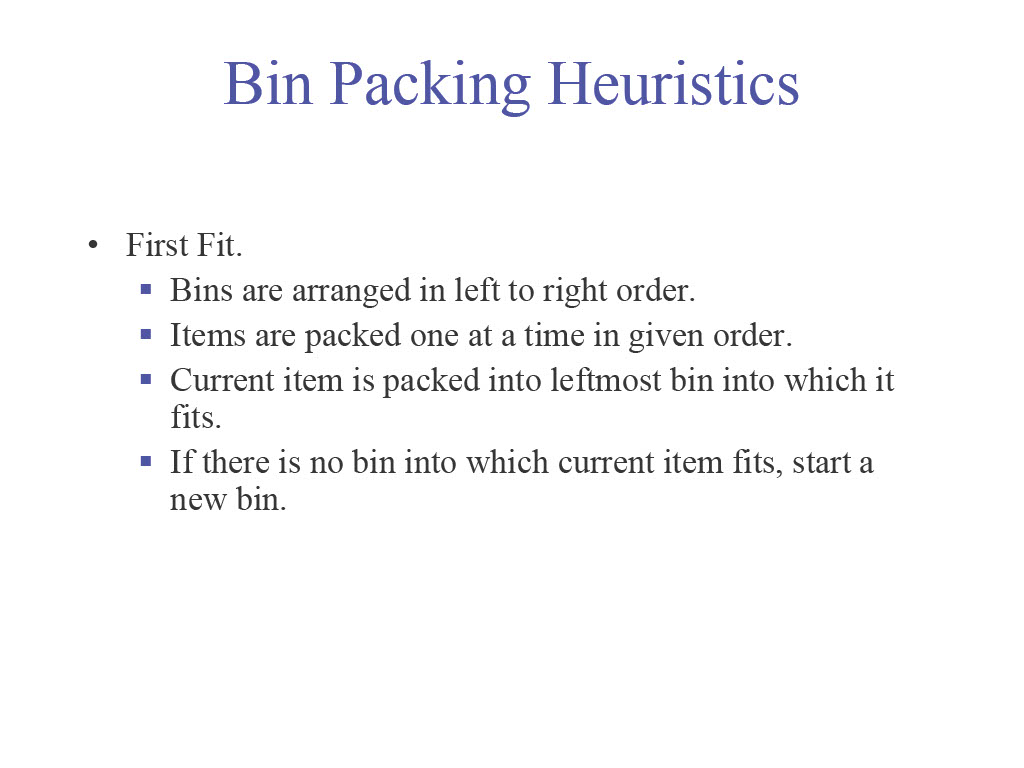 Bin Packing Heuristics
• First Fit.
▪ Bins are arranged in left to right order.
▪ Items are packed one at a time in given order.
▪ Current item is packed into leftmost bin into which it
fits.
▪ If there is no bin into which current item fits, start a
new bin.